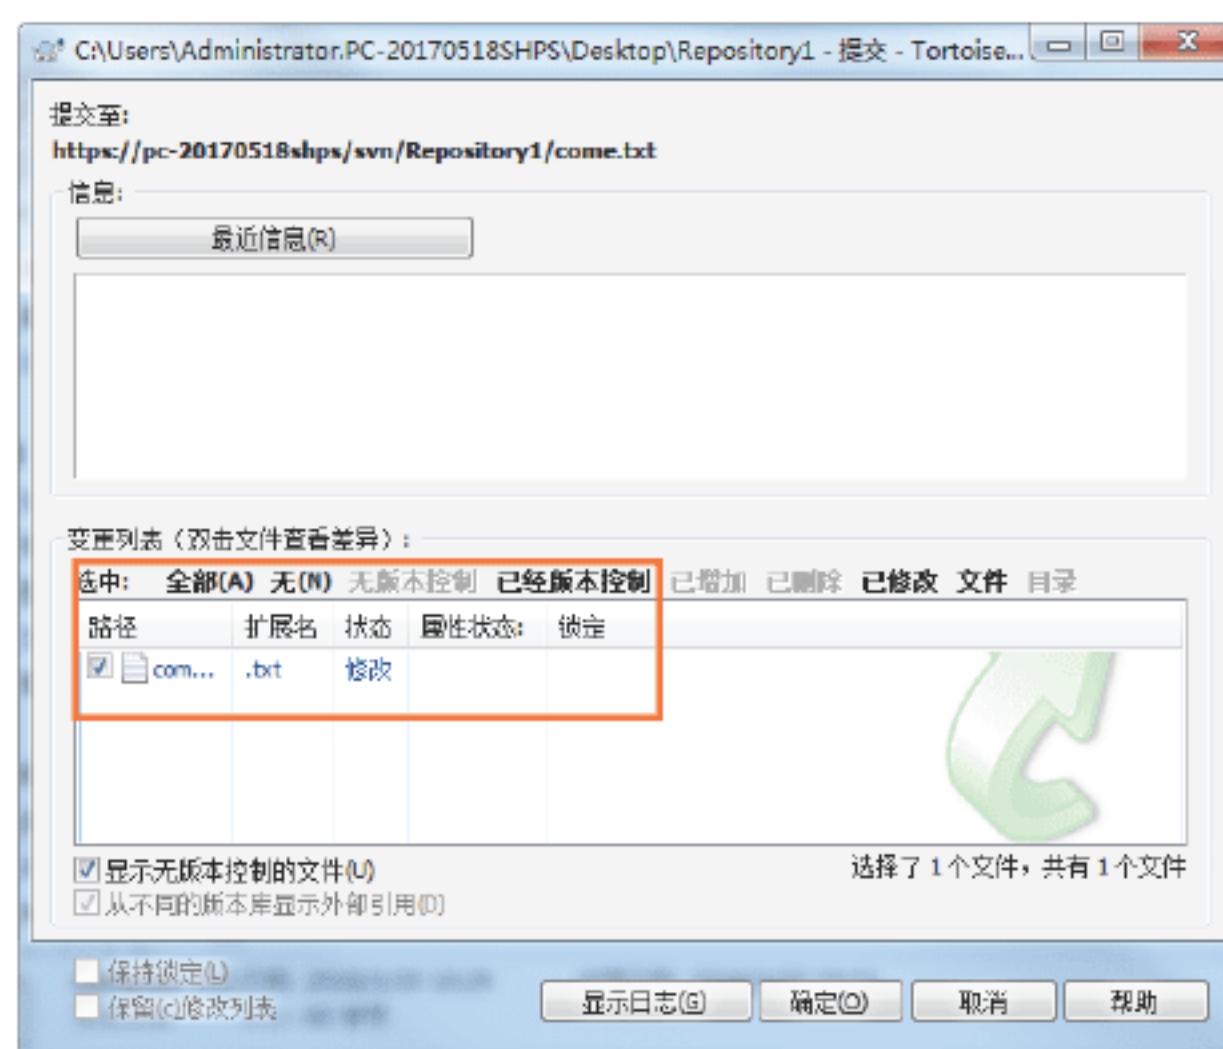 C:\Users\Administrator.PC-20170518SHPS\Desktop\Repository1 - 提交 - Tortoise...
提交至:
https://pc-20170518shps/svn/Repository1/come.txt
信息:
最近信息(R)
变更列表（双击文件查看差异）:
选中: 全部(A) 无(N) 无版本控制 已经版本控制 已增加 已删除 已修改 文件 目录
路径 扩展名 状态 属性状态: 锁定
com... .txt 修改
显示无版本控制的文件(U) 选择了 1 个文件，共有 1 个文件
从不同的版本库显示外部引用(D)
保持锁定(L)
保留(c)修改列表
显示日志(G) 确定(O) 取消 帮助